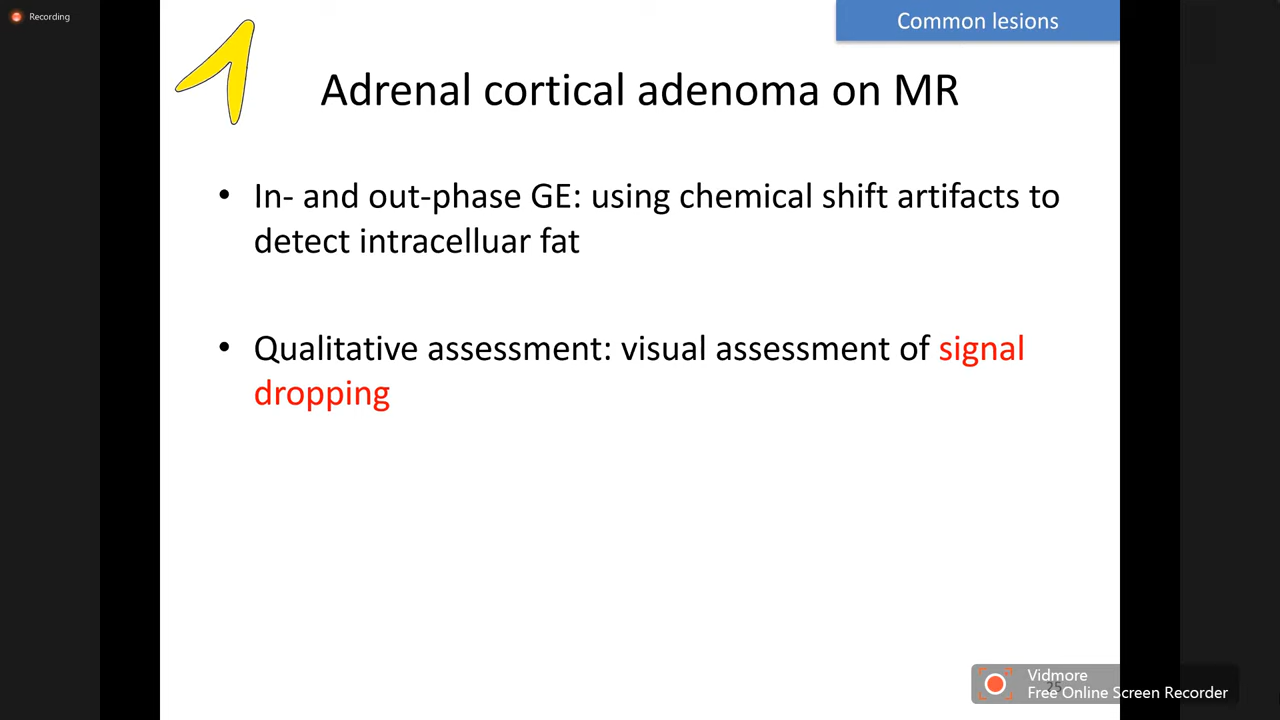 Recording
Common lesions
Adrenal cortical adenoma on MR
• In- and out-phase GE: using chemical shift artifacts to
detect intracelluar fat
• Qualitative assessment: visual assessment of signal
dropping
25
Vidmore
Free Online Screen Recorder